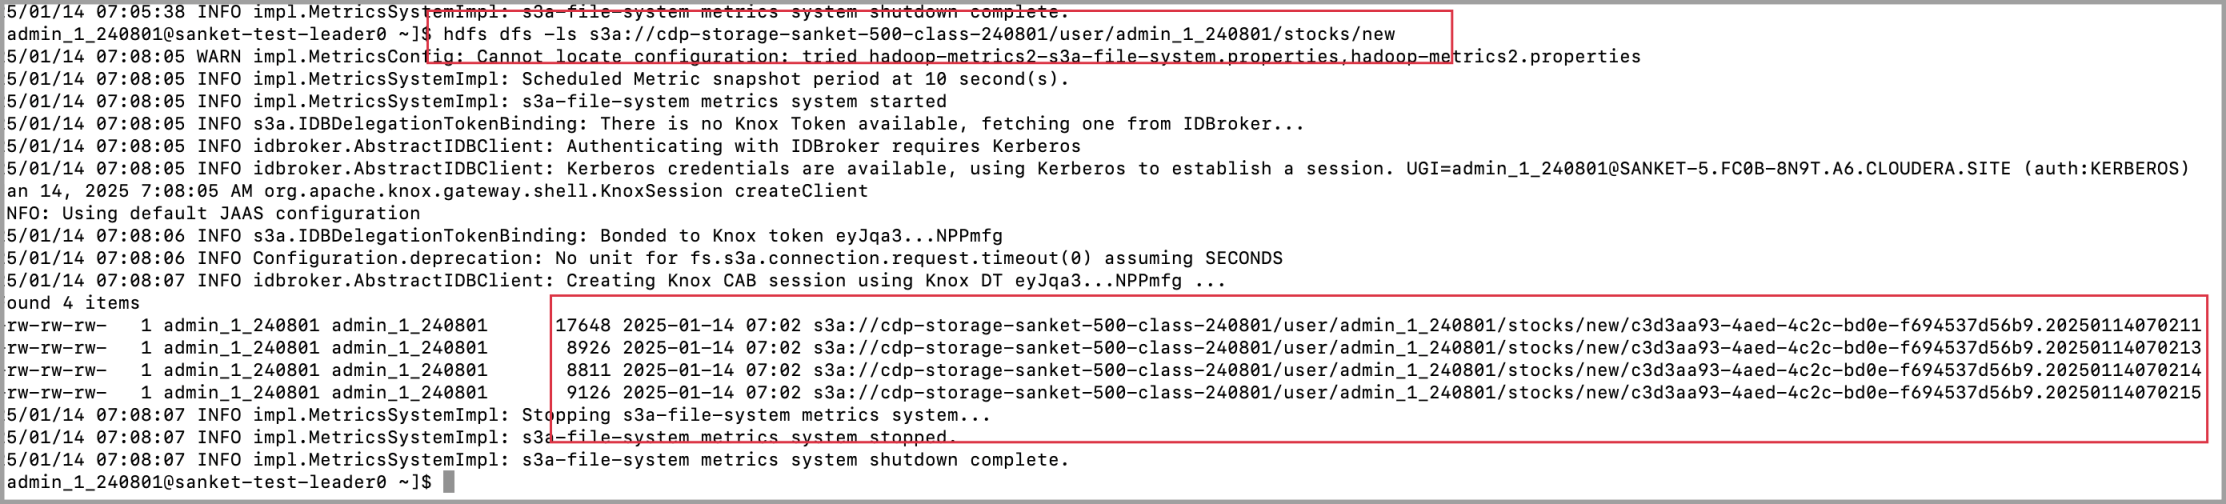 5/01/14 07:05:38 INFO impl.MetricsSystemImpl: s3a-file-system metrics system shutdown complete.
admin_1_240801@sanket-test-leader0 ~]$ hdfs dfs -ls s3a://cdp-storage-sanket-500-class-240801/user/admin_1_240801/stocks/new
5/01/14 07:08:05 WARN impl.MetricsConfig: Cannot locate configuration: tried hadoop-metrics2-s3a-file-system.properties,hadoop-metrics2.properties
5/01/14 07:08:05 INFO impl.MetricsSystemImpl: Scheduled Metric snapshot period at 10 second(s).
5/01/14 07:08:05 INFO impl.MetricsSystemImpl: s3a-file-system metrics system started
5/01/14 07:08:05 INFO s3a.IDBDelegationTokenBinding: There is no Knox Token available, fetching one from IDBroker...
5/01/14 07:08:05 INFO idbroker.AbstractIDBClient: Authenticating with IDBroker requires Kerberos
5/01/14 07:08:05 INFO idbroker.AbstractIDBClient: Kerberos credentials are available, using Kerberos to establish a session. UGI=admin_1_240801@SANKET-5.FC0B-8N9T.A6.CLOUDERA.SITE (auth:KERBEROS)
an 14, 2025 7:08:05 AM org.apache.knox.gateway.shell.KnoxSession createClient
NFO: Using default JAAS configuration
5/01/14 07:08:06 INFO s3a.IDBDelegationTokenBinding: Bonded to Knox token eyJqa3...NPPmfg
5/01/14 07:08:06 INFO Configuration.deprecation: No unit for fs.s3a.connection.request.timeout(0) assuming SECONDS
5/01/14 07:08:07 INFO idbroker.AbstractIDBClient: Creating Knox CAB session using Knox DT eyJqa3...NPPmfg ...
ound 4 items
-rw-rw-rw-   1 admin_1_240801 admin_1_240801      17648 2025-01-14 07:02 s3a://cdp-storage-sanket-500-class-240801/user/admin_1_240801/stocks/new/c3d3aa93-4aed-4c2c-bd0e-f694537d56b9.20250114070211
-rw-rw-rw-   1 admin_1_240801 admin_1_240801       8926 2025-01-14 07:02 s3a://cdp-storage-sanket-500-class-240801/user/admin_1_240801/stocks/new/c3d3aa93-4aed-4c2c-bd0e-f694537d56b9.20250114070213
-rw-rw-rw-   1 admin_1_240801 admin_1_240801       8811 2025-01-14 07:02 s3a://cdp-storage-sanket-500-class-240801/user/admin_1_240801/stocks/new/c3d3aa93-4aed-4c2c-bd0e-f694537d56b9.20250114070214
-rw-rw-rw-   1 admin_1_240801 admin_1_240801       9126 2025-01-14 07:02 s3a://cdp-storage-sanket-500-class-240801/user/admin_1_240801/stocks/new/c3d3aa93-4aed-4c2c-bd0e-f694537d56b9.20250114070215
5/01/14 07:08:07 INFO impl.MetricsSystemImpl: Stopping s3a-file-system metrics system...
5/01/14 07:08:07 INFO impl.MetricsSystemImpl: s3a-file-system metrics system stopped.
5/01/14 07:08:07 INFO impl.MetricsSystemImpl: s3a-file-system metrics system shutdown complete.
admin_1_240801@sanket-test-leader0 ~]$